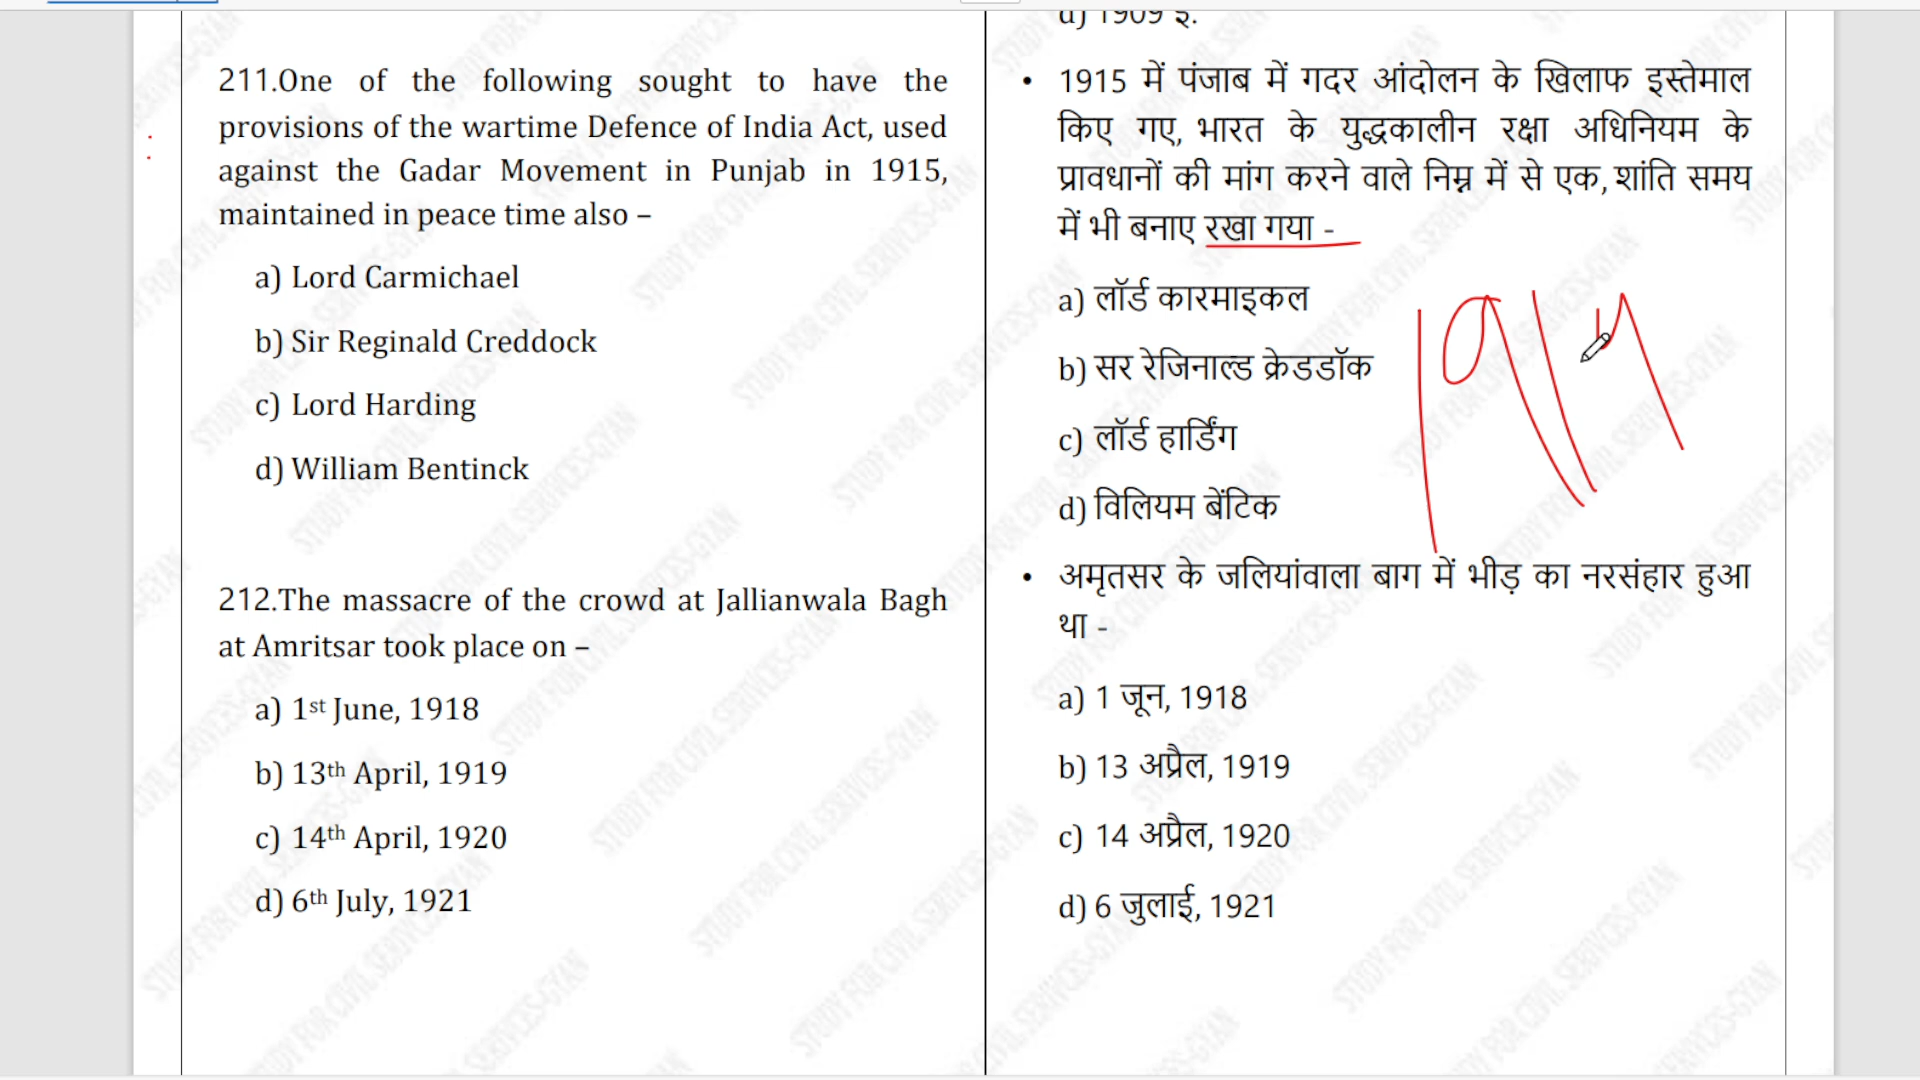 211.One of the following sought to have the
provisions of the wartime Defence of India Act, used
against the Gadar Movement in Punjab in 1915,
maintained in peace time also –
a) Lord Carmichael
b) Sir Reginald Creddock
c) Lord Harding
d) William Bentinck
212.The massacre of the crowd at Jallianwala Bagh
at Amritsar took place on –
a) 1st June, 1918
b) 13th April, 1919
c) 14th April, 1920
d) 6th July, 1921
d) 1909 ई.
• 1915 में पंजाब में गदर आंदोलन के खिलाफ इस्तेमाल
किए गए, भारत के युद्धकालीन रक्षा अधिनियम के
प्रावधानों की मांग करने वाले निम्न में से एक, शांति समय
में भी बनाए रखा गया -
a) लॉर्ड कारमाइकल
b) सर रेजिनाल्ड क्रेडडॉक
c) लॉर्ड हार्डिंग
d) विलियम बेंटिक
• अमृतसर के जलियांवाला बाग में भीड़ का नरसंहार हुआ
था -
a) 1 जून, 1918
b) 13 अप्रैल, 1919
c) 14 अप्रैल, 1920
d) 6 जुलाई, 1921
STUDY FOR CIVIL SERIVCES-GYAN